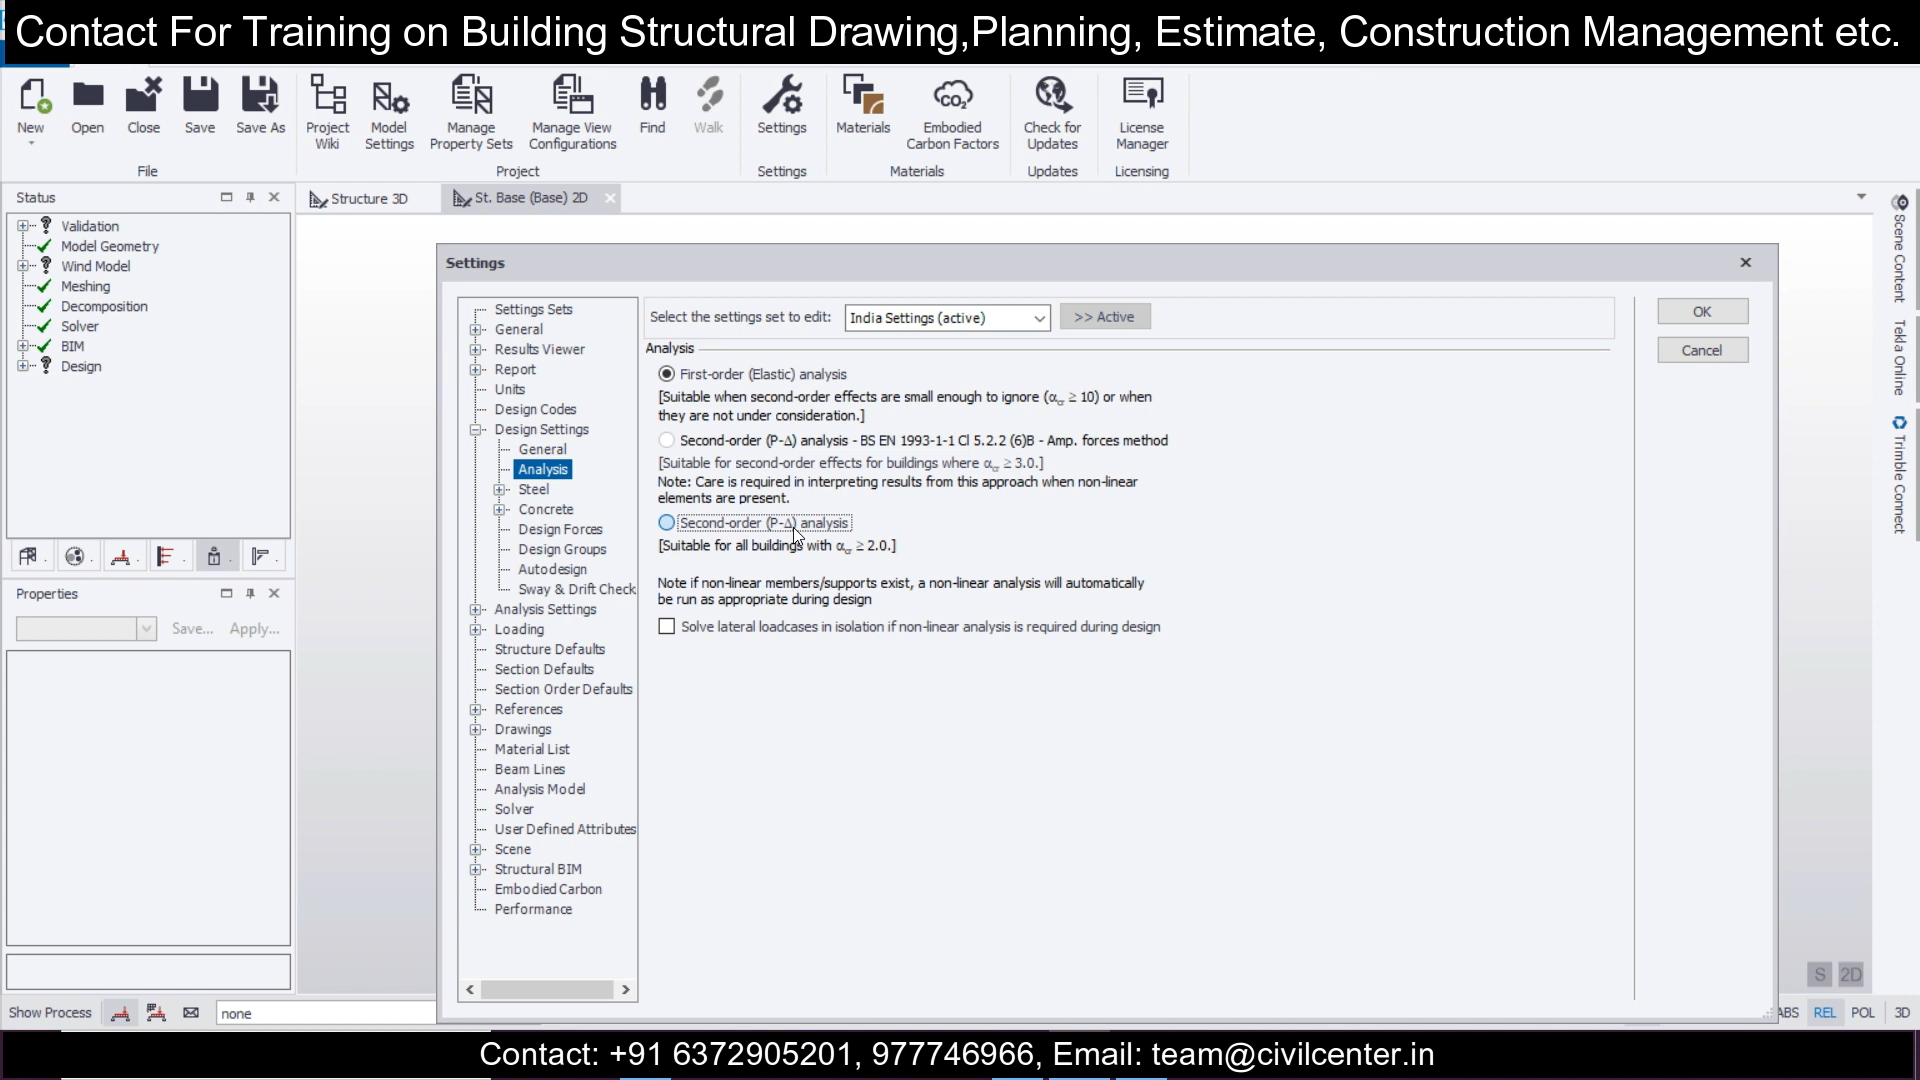 Contact For Training on Building Structural Drawing,Planning, Estimate, Construction Management etc.
New
Open
Close
Save
Save As
Project
Wiki
Model
Settings
Manage
Property Sets
Manage View
Configurations
Find
Walk
Settings
Materials
Embodied
Carbon Factors
Check for
Updates
License
Manager
File
Project
Settings
Materials
Updates
Licensing
Status
Structure 3D
St. Base (Base) 2D
Validation
Model Geometry
Wind Model
Meshing
Decomposition
Solver
BIM
Design
Properties
Save...
Apply...
Settings
Settings Sets
General
Results Viewer
Report
Units
Design Codes
Design Settings
General
Analysis
Steel
Concrete
Design Forces
Design Groups
Autodesign
Sway & Drift Check
Analysis Settings
Loading
Structure Defaults
Section Defaults
Section Order Defaults
References
Drawings
Material List
Beam Lines
Analysis Model
Solver
User Defined Attributes
Scene
Structural BIM
Embodied Carbon
Performance
Select the settings set to edit:
India Settings (active)
>> Active
Analysis
First-order (Elastic) analysis
[Suitable when second-order effects are small enough to ignore (αcr ≥ 10) or when
they are not under consideration.]
Second-order (P-Δ) analysis - BS EN 1993-1-1 Cl 5.2.2 (6)B - Amp. forces method
[Suitable for second-order effects for buildings where αcr ≥ 3.0.]
Note: Care is required in interpreting results from this approach when non-linear
elements are present.
Second-order (P-Δ) analysis
[Suitable for all buildings with αcr ≥ 2.0.]
Note if non-linear members/supports exist, a non-linear analysis will automatically
be run as appropriate during design
Solve lateral loadcases in isolation if non-linear analysis is required during design
OK
Cancel
Scene Content
Tekla Online
Trimble Connect
S
2D
Show Process
none
ABS
REL
POL
3D
Contact: +91 6372905201, 977746966, Email: team@civilcenter.in